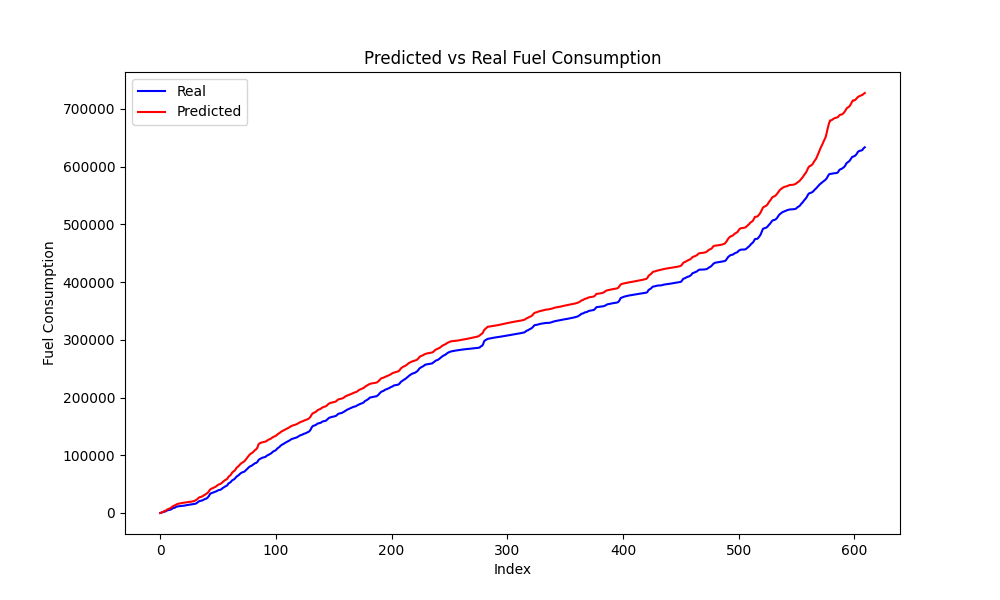 Predicted vs Real Fuel Consumption
Real
Predicted
700000
600000
500000
400000
300000
200000
100000
0
Fuel Consumption
0 100 200 300 400 500 600
Index